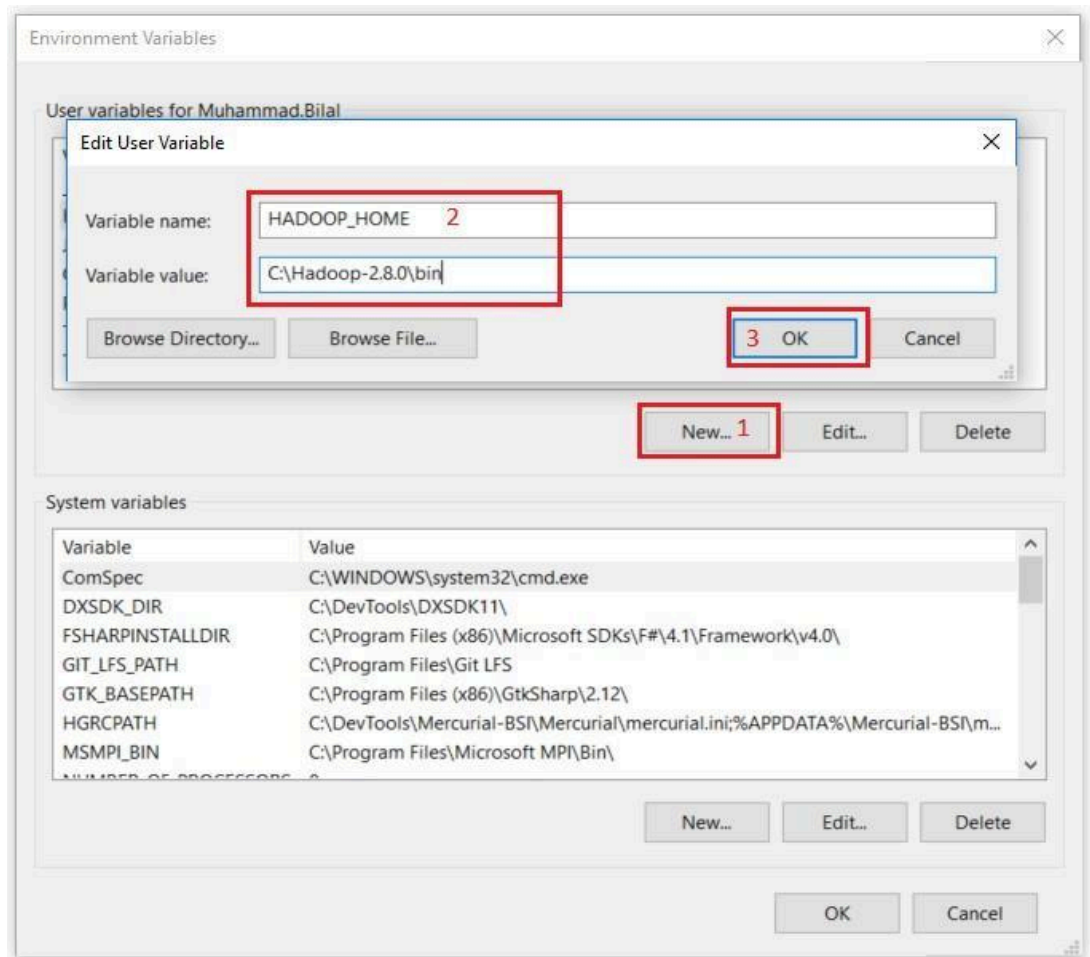 Environment Variables
User variables for Muhammad.Bilal
Edit User Variable
Variable name: HADOOP_HOME 2
Variable value: C:\Hadoop-2.8.0\bin
Browse Directory... Browse File... 3 OK Cancel
New... 1 Edit... Delete
System variables
Variable Value
ComSpec C:\WINDOWS\system32\cmd.exe
DXSDK_DIR C:\DevTools\DXSDK11\
FSHARPINSTALLDIR C:\Program Files (x86)\Microsoft SDKs\F#\4.1\Framework\v4.0\
GIT_LFS_PATH C:\Program Files\Git LFS
GTK_BASEPATH C:\Program Files (x86)\GtkSharp\2.12\
HGRCPATH C:\DevTools\Mercurial-BSI\Mercurial\mercurial.ini;%APPDATA%\Mercurial-BSI\m...
MSMPI_BIN C:\Program Files\Microsoft MPI\Bin\
NUMBER_OF_PROCESSORS
New... Edit... Delete
OK Cancel